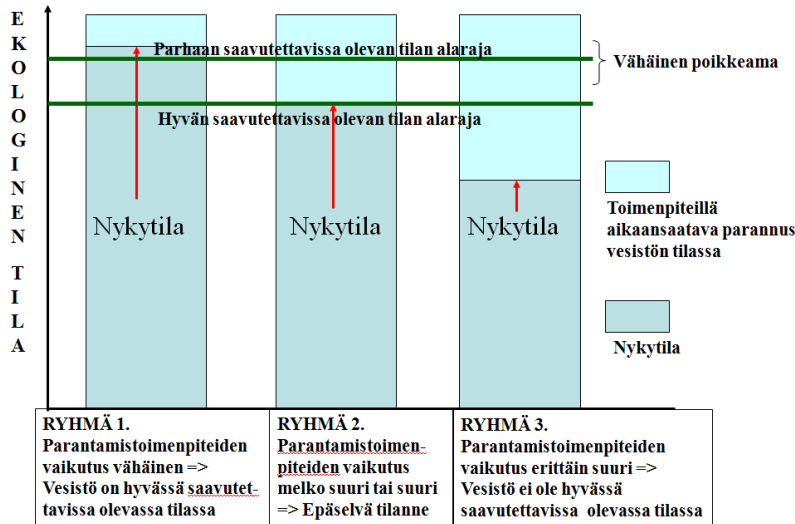 EKOLOGINEN TILA
Parhaan saavutettavissa olevan tilan alaraja
Vähäinen poikkeama
Hyvän saavutettavissa olevan tilan alaraja
Nykytila
Nykytila
Nykytila
Toimenpiteillä
aikaansaatava parannus
vesistön tilassa
Nykytila
RYHMÄ 1.
Parantamistoimenpiteiden
vaikutus vähäinen =>
Vesistö on hyvässä saavutet-
tavissa olevassa tilassa
RYHMÄ 2.
Parantamistoimen-
piteiden vaikutus
melko suuri tai suuri
=> Epäselvä tilanne
RYHMÄ 3.
Parantamistoimenpiteiden
vaikutus erittäin suuri =>
Vesistö ei ole hyvässä
saavutettavissa olevassa tilassa